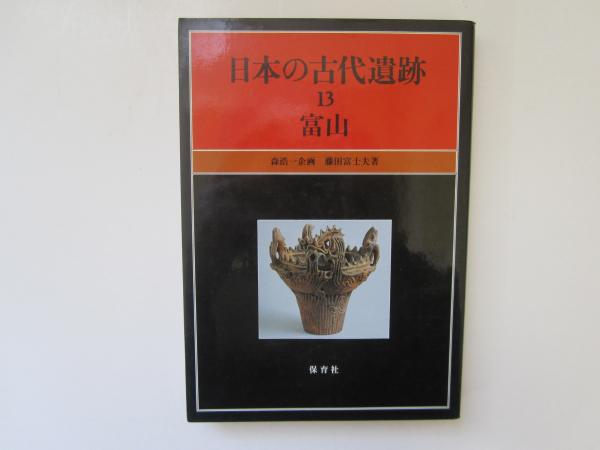 日本の古代遺跡
13
富山
森浩一企画 藤田富士夫著
保育社